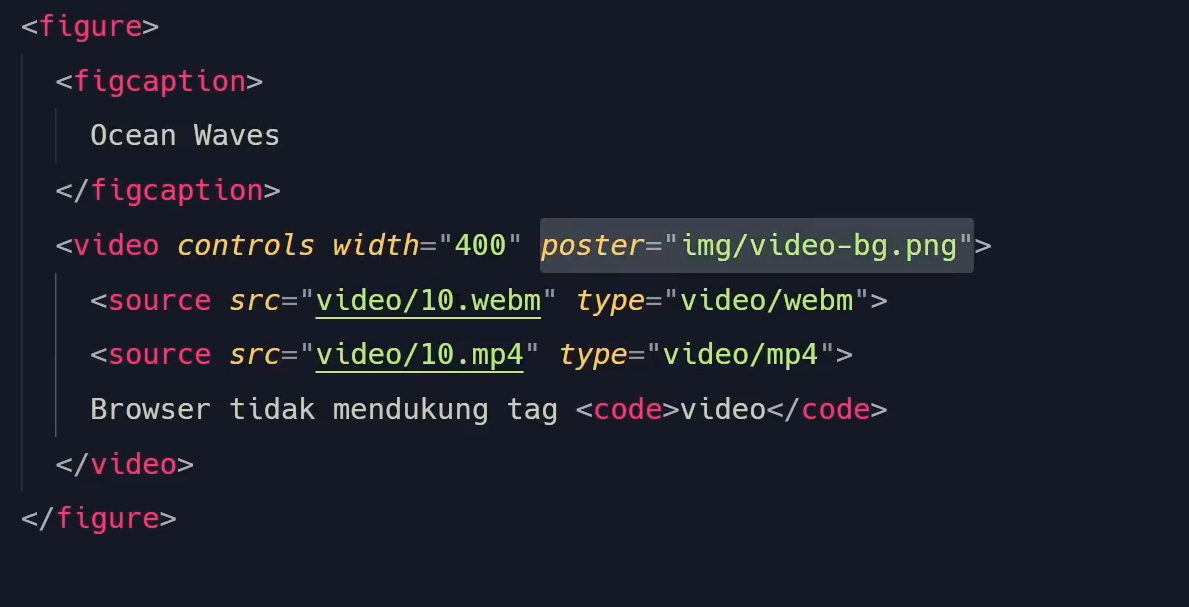 <figure>
<figcaption>
Ocean Waves
</figcaption>
<video controls width="400" poster="img/video-bg.png">
<source src="video/10.webm" type="video/webm">
<source src="video/10.mp4" type="video/mp4">
Browser tidak mendukung tag <code>video</code>
</video>
</figure>